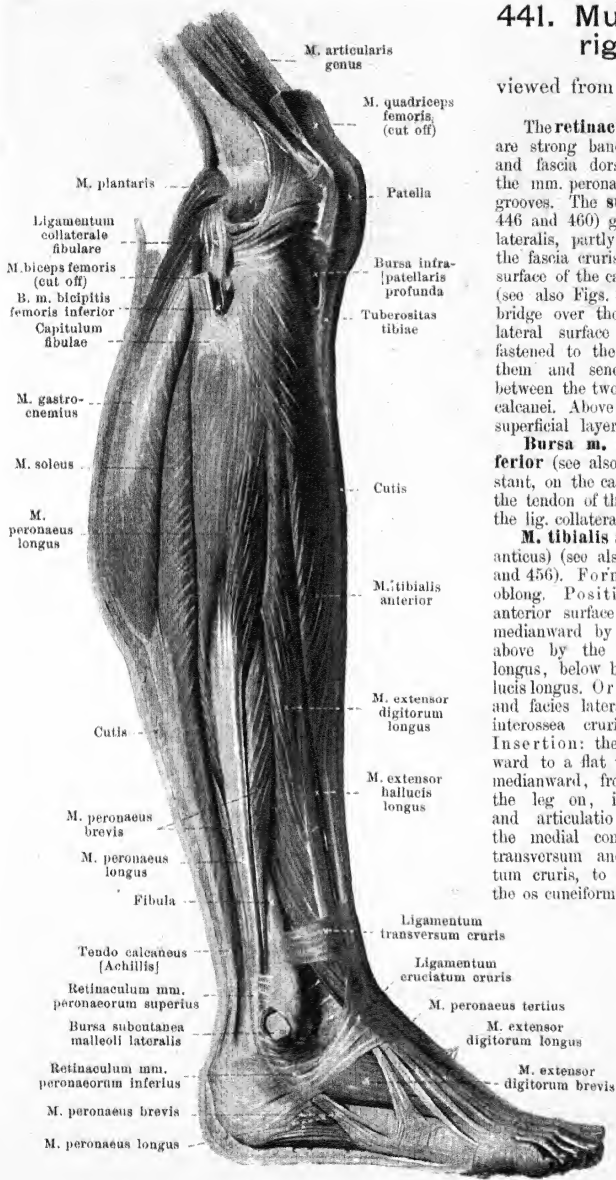 441. Mu
rig
viewed from
The retinac
are strong ban
and fascia dors
the mm. perona
grooves. The s
446 and 460) g
lateralis, partly
the fascia cruris
surface of the ca
(see also Figs.
bridge over the
lateral surface
fastened to the
them and send
between the two
calcanei. Above
superficial layer
Bursa m.
ferior (see also
stant, on the ca
the tendon of th
the lig. collatera
M. tibialis
anticus) (see als
and 456). Form
oblong. Positi
anterior surface
medianward by
above by the
longus, below b
lucis longus. Or
and facies later
interossea cruri
Insertion: the
ward to a flat
medianward, fro
the leg on, i
and articulatio
the medial con
transversum an
tum cruris, to
the os cuneiform
M. articularis
genus
M. quadriceps
femoris
(cut off)
Patella
Bursa infra-
patellaris
profunda
Tuberositas
tibiae
Cutis
M. tibialis
anterior
M. extensor
digitorum
longus
M. extensor
hallucis
longus
Ligamentum
transversum cruris
Ligamentum
cruciatum cruris
M. peronaeus tertius
M. extensor
digitorum longus
M. extensor
digitorum brevis
M. plantaris
Ligamentum
collaterale
fibulare
M. biceps femoris
(cut off)
B. m. bicipitis
femoris inferior
Capitulum
fibulae
M. gastro-
cnemius
M. soleus
M.
peronaeus
longus
Cutis
M. peronaeus
brevis
M. peronaeus
longus
Fibula
Tendo calcaneus
[Achillis]
Retinaculum mm.
peronaeorum superius
Bursa subcutanea
malleoli lateralis
Retinaculum mm.
peronaeorum inferius
M. peronaeus brevis
M. peronaeus longus